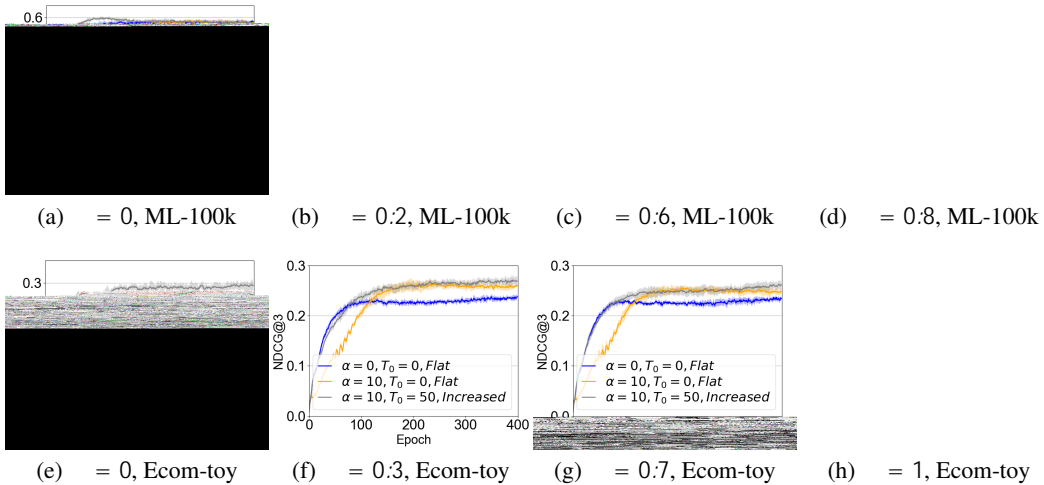 0.6
(a) = 0, ML-100k
(b) = 0:2, ML-100k
(c) = 0:6, ML-100k
(d) = 0:8, ML-100k
0.3
0.3
0.2
0.1
0.0
NDCG@3
α = 0, T₀ = 0, Flat
α = 10, T₀ = 0, Flat
α = 10, T₀ = 50, Increased
0 100 200 300 400
Epoch
0.3
0.2
0.1
0.0
NDCG@3
α = 0, T₀ = 0, Flat
α = 10, T₀ = 0, Flat
α = 10, T₀ = 50, Increased
(e) = 0, Ecom-toy
(f) = 0:3, Ecom-toy
(g) = 0:7, Ecom-toy
(h) = 1, Ecom-toy